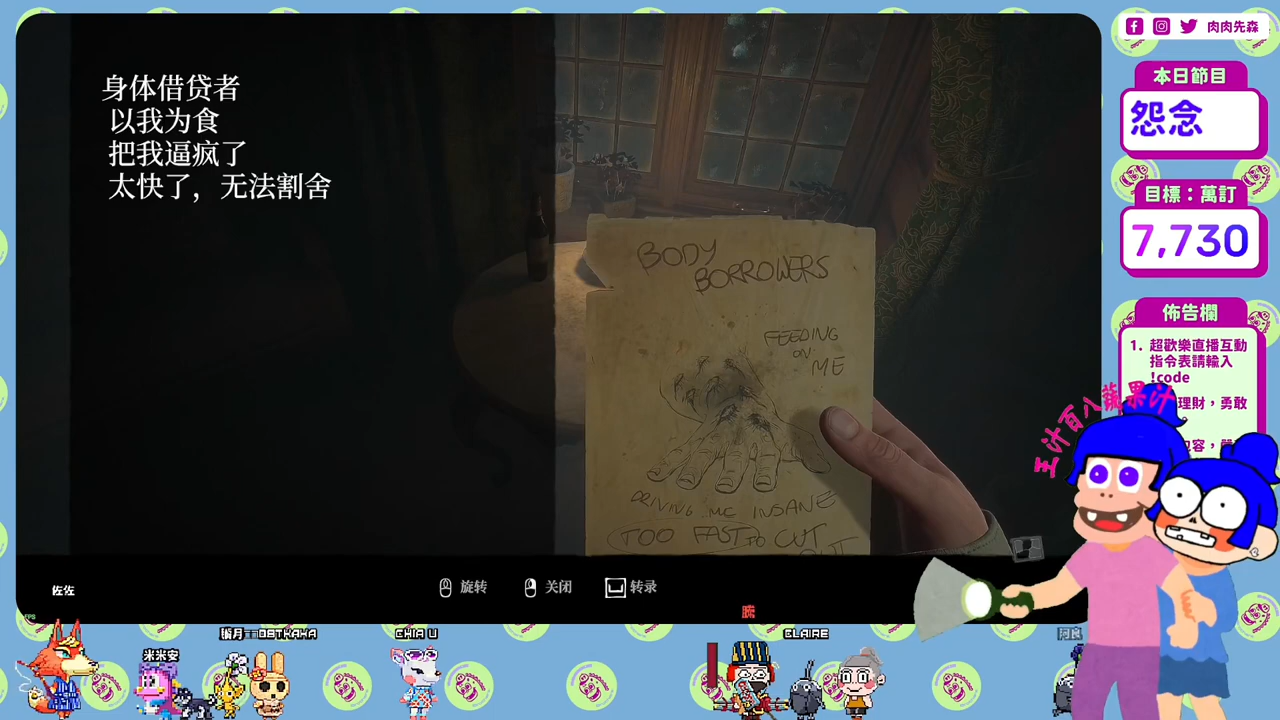 肉肉先森
本日節目
怨念
目標：萬訂
7,730
佈告欄
1. 超歡樂直播互動
指令表請輸入
!code
理財，勇敢
王汁百八蘋果汁
身体借贷者
以我为食
把我逼疯了
太快了，无法割舍
BODY
BORROWERS
FEEDING
ON
ME
DRIVING ME INSANE
TOO FAST TO CUT
OUT
佐佐
旋转
关闭
转录
FPS
CHIA U
CLAIRE
米米安
阿良